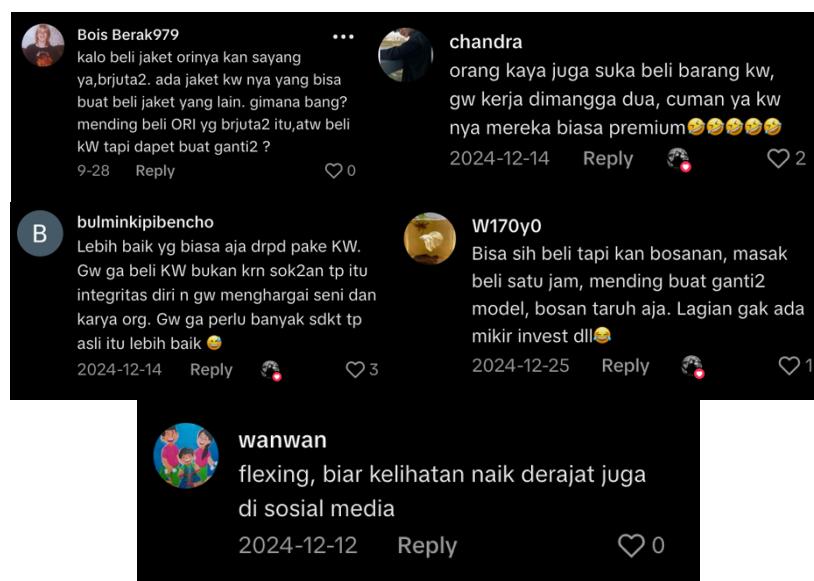 Bois Berak979
kalo beli jaket orinya kan sayang
ya,brjuta2. ada jaket kw nya yang bisa
buat beli jaket yang lain. gimana bang?
mending beli ORI yg brjuta2 itu,atw beli
kW tapi dapet buat ganti2 ?
9-28 Reply 0
chandra
orang kaya juga suka beli barang kw,
gw kerja dimangga dua, cuman ya kw
nya mereka biasa premium🤣🤣🤣🤣🤣
2024-12-14 Reply 2
B
bulminkipibencho
Lebih baik yg biasa aja drpd pake KW.
Gw ga beli KW bukan krn sok2an tp itu
integritas diri n gw menghargai seni dan
karya org. Gw ga perlu banyak sdkt tp
asli itu lebih baik 😅
2024-12-14 Reply 3
W170y0
Bisa sih beli tapi kan bosanan, masak
beli satu jam, mending buat ganti2
model, bosan taruh aja. Lagian gak ada
mikir invest dll😂
2024-12-25 Reply 1
wanwan
flexing, biar kelihatan naik derajat juga
di sosial media
2024-12-12 Reply 0